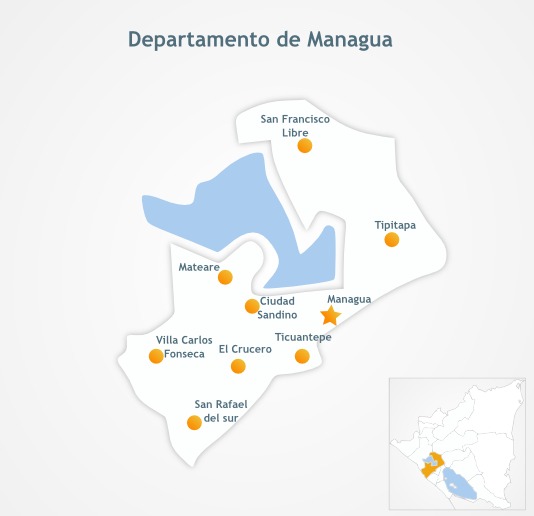 Departamento de Managua
San Francisco
Libre
Tipitapa
Mateare
Ciudad
Sandino
Managua
Villa Carlos
Fonseca
El Crucero
Ticuantepe
San Rafael
del sur